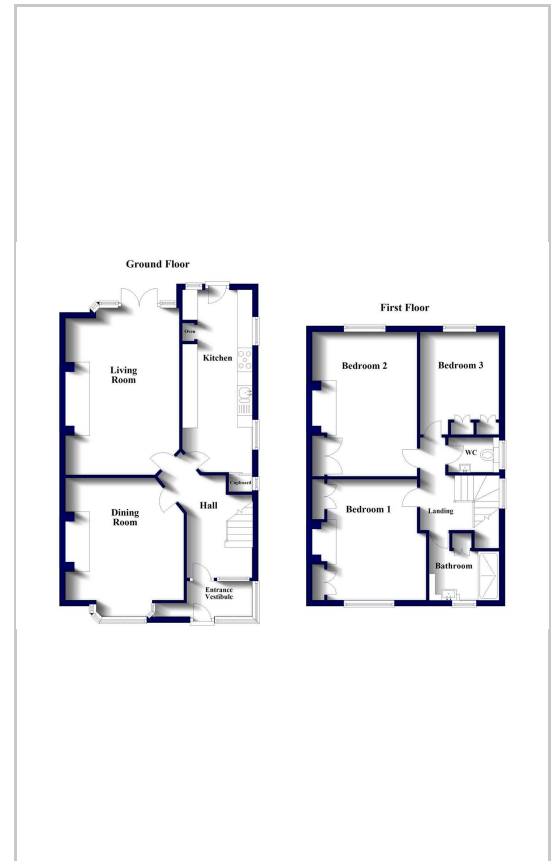 Ground Floor
Oven
Kitchen
Living
Room
Cupboard
Dining
Room
Hall
Entrance
Vestibule
First Floor
Bedroom 2
Bedroom 3
WC
Bedroom 1
Landing
Bathroom